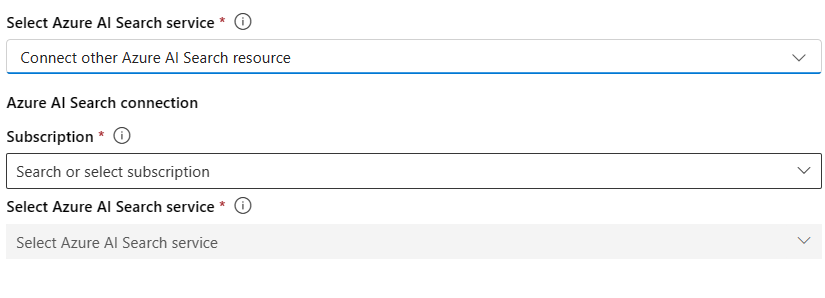 Select Azure AI Search service *
Connect other Azure AI Search resource
Azure AI Search connection
Subscription *
Search or select subscription
Select Azure AI Search service *
Select Azure AI Search service